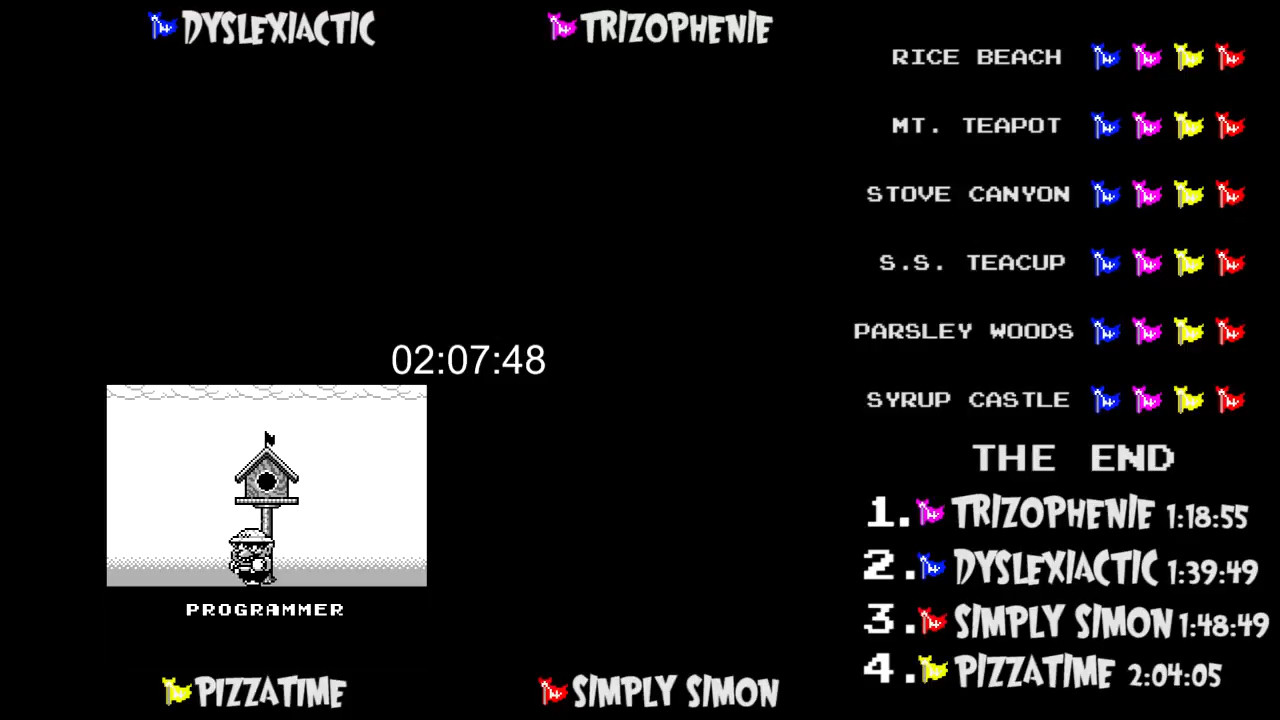 DYSLEXIACTIC
TRIZOPHENIE
RICE BEACH
MT. TEAPOT
STOVE CANYON
S.S. TEACUP
PARSLEY WOODS
SYRUP CASTLE
02:07:48
PROGRAMMER
THE END
1. TRIZOPHENIE 1:18:55
2. DYSLEXIACTIC 1:39:49
3. SIMPLY SIMON 1:48:49
4. PIZZATIME 2:04:05
PIZZATIME
SIMPLY SIMON